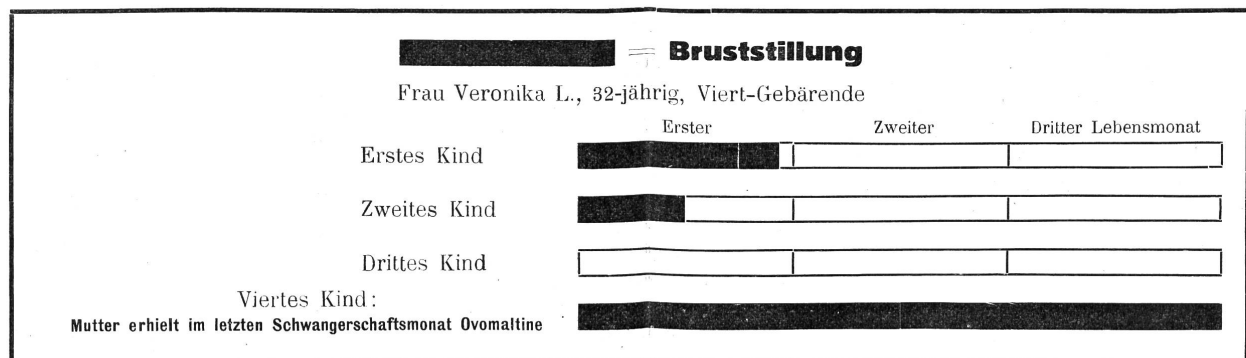 = Bruststillung
Frau Veronika L., 32-jährig, Viert-Gebärende
Erster Zweiter Dritter Lebensmonat
Erstes Kind
Zweites Kind
Drittes Kind
Viertes Kind:
Mutter erhielt im letzten Schwangerschaftsmonat Ovomaltine